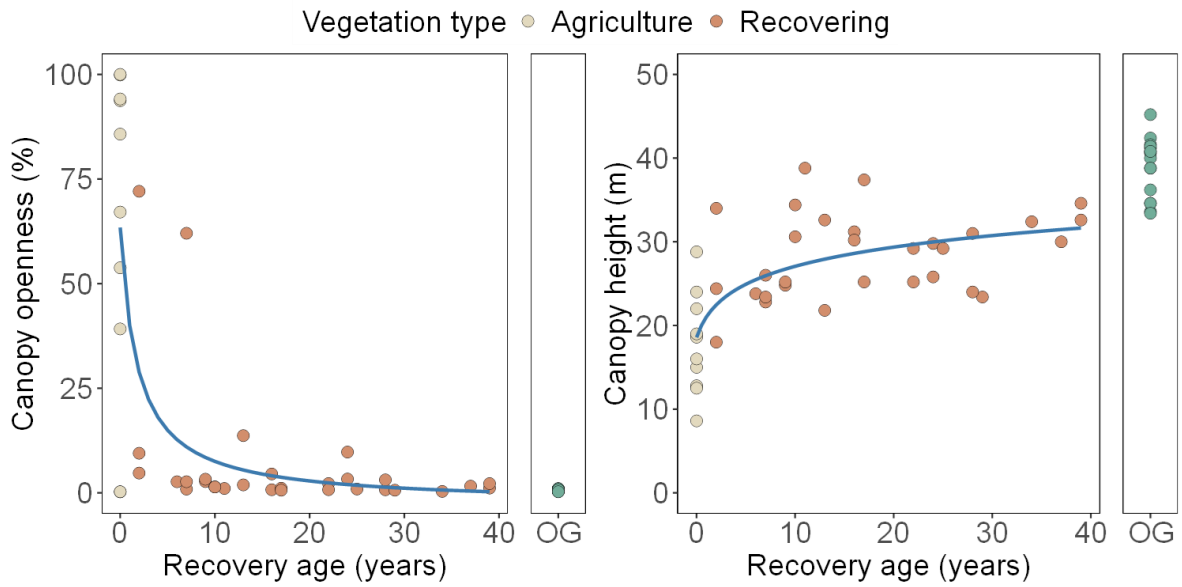 Vegetation type Agriculture Recovering
Canopy openness (%)
100
75
50
25
0
0 10 20 30 40
OG
Recovery age (years)
Canopy height (m)
50
40
30
20
10
0
0 10 20 30 40
OG
Recovery age (years)